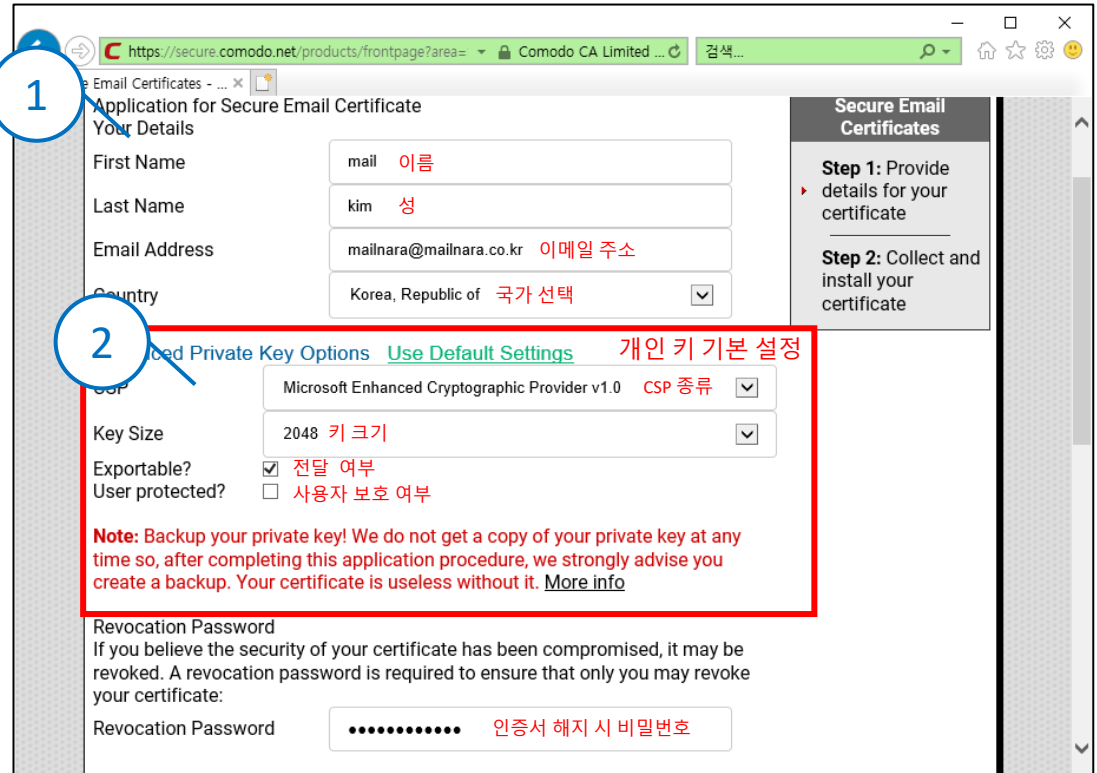 https://secure.comodo.net/products/frontpage?area= Comodo CA Limited ... 검색...
e Email Certificates - ...
1
Application for Secure Email Certificate
Your Details
First Name mail 이름
Last Name kim 성
Email Address mailnara@mailnara.co.kr 이메일 주소
Country Korea, Republic of 국가 선택
Secure Email
Certificates
Step 1: Provide
details for your
certificate
Step 2: Collect and
install your
certificate
2
ced Private Key Options Use Default Settings 개인 키 기본 설정
CSP Microsoft Enhanced Cryptographic Provider v1.0 CSP 종류
Key Size 2048 키 크기
Exportable? 전달 여부
User protected? 사용자 보호 여부
Note: Backup your private key! We do not get a copy of your private key at any
time so, after completing this application procedure, we strongly advise you
create a backup. Your certificate is useless without it. More info
Revocation Password
If you believe the security of your certificate has been compromised, it may be
revoked. A revocation password is required to ensure that only you may revoke
your certificate:
Revocation Password •••••••••••• 인증서 해지 시 비밀번호